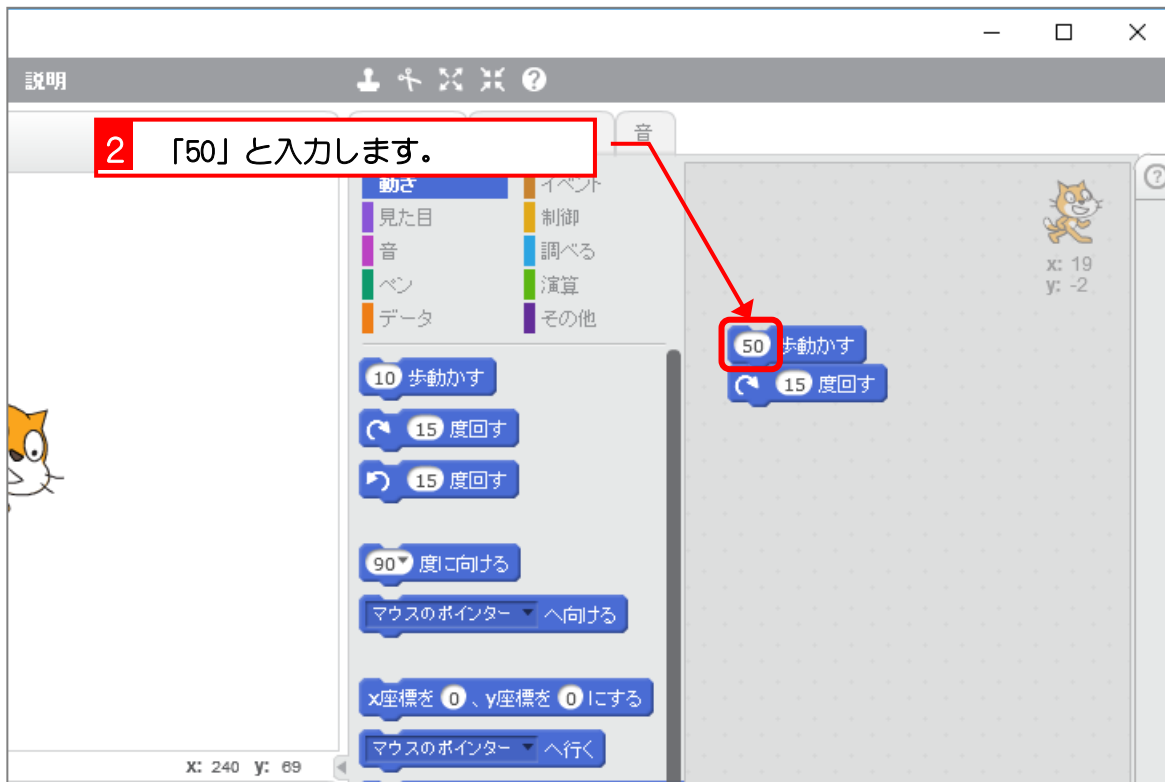 説明
音
2 「50」と入力します。
動き
イベント
見た目
制御
音
調べる
ペン
演算
データ
その他
x: 19
y: -2
50 歩動かす
15 度回す
10 歩動かす
15 度回す
15 度回す
90 度に向ける
マウスのポインター へ向ける
x座標を 0 、y座標を 0 にする
マウスのポインター へ行く
X: 240 y: 69